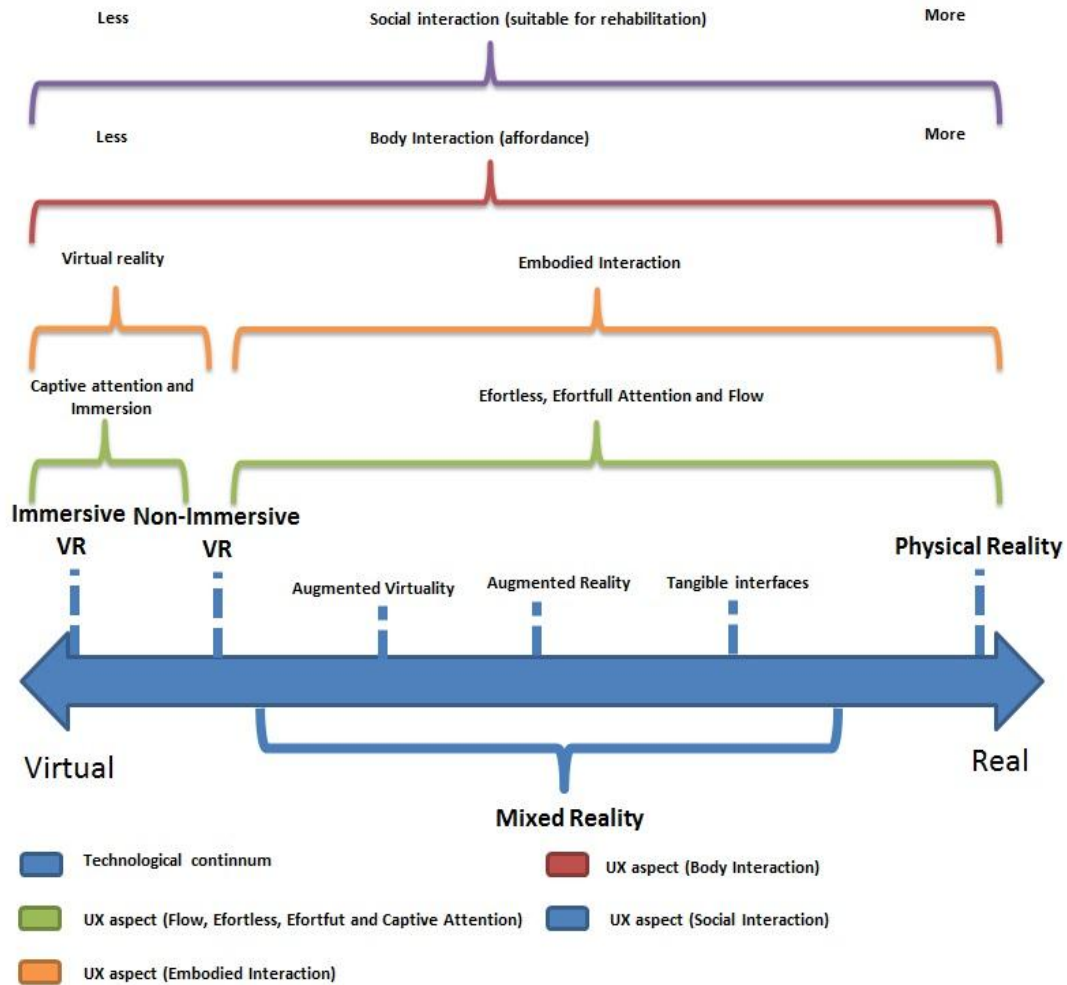 Less Social interaction (suitable for rehabilitation) More
Less Body Interaction (affordance) More
Virtual reality
Embodied Interaction
Captive attention and
Immersion
Efortless, Efortfull Attention and Flow
Immersive
VR
Non-Immersive
VR
Augmented Virtuality
Augmented Reality
Tangible interfaces
Physical Reality
Virtual
Real
Mixed Reality
Technological continnum
UX aspect (Body Interaction)
UX aspect (Flow, Efortless, Efortfut and Captive Attention)
UX aspect (Social Interaction)
UX aspect (Embodied Interaction)